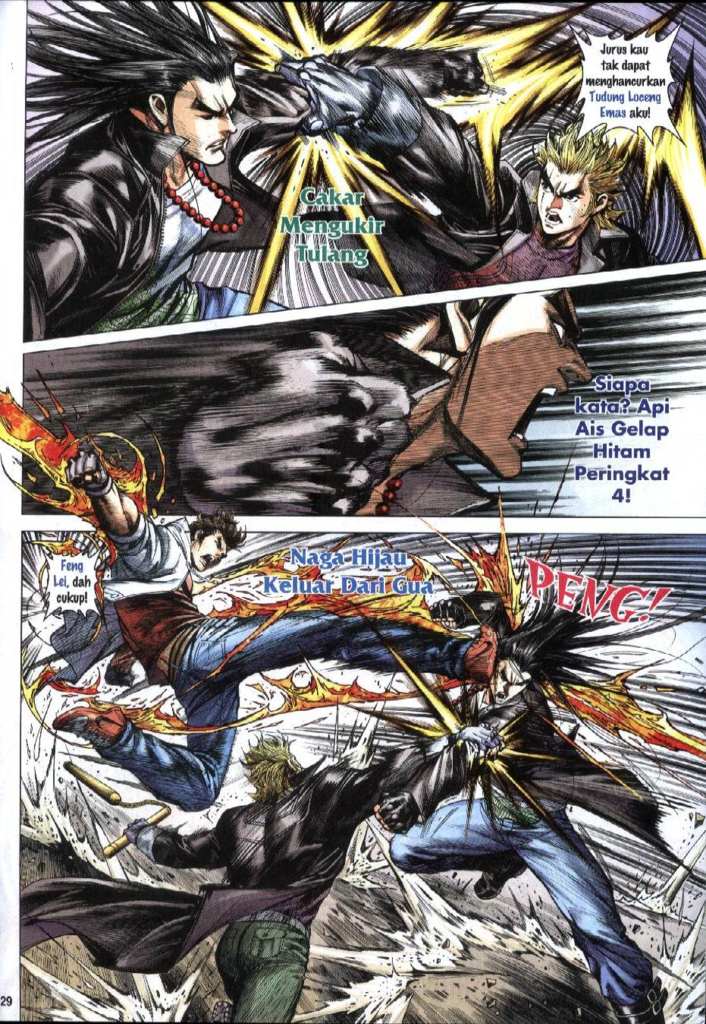 Jurus kau
tak dapat
menghancurkan
Tudung Loceng
Emas aku!
Cakar
Mengukir
Tulang
Siapa
kata? Api
Ais Gelap
Hitam
Peringkat
4!
Feng
Lei, dah
cukup!
Naga Hijau
Keluar Dari Gua
PENG!
29